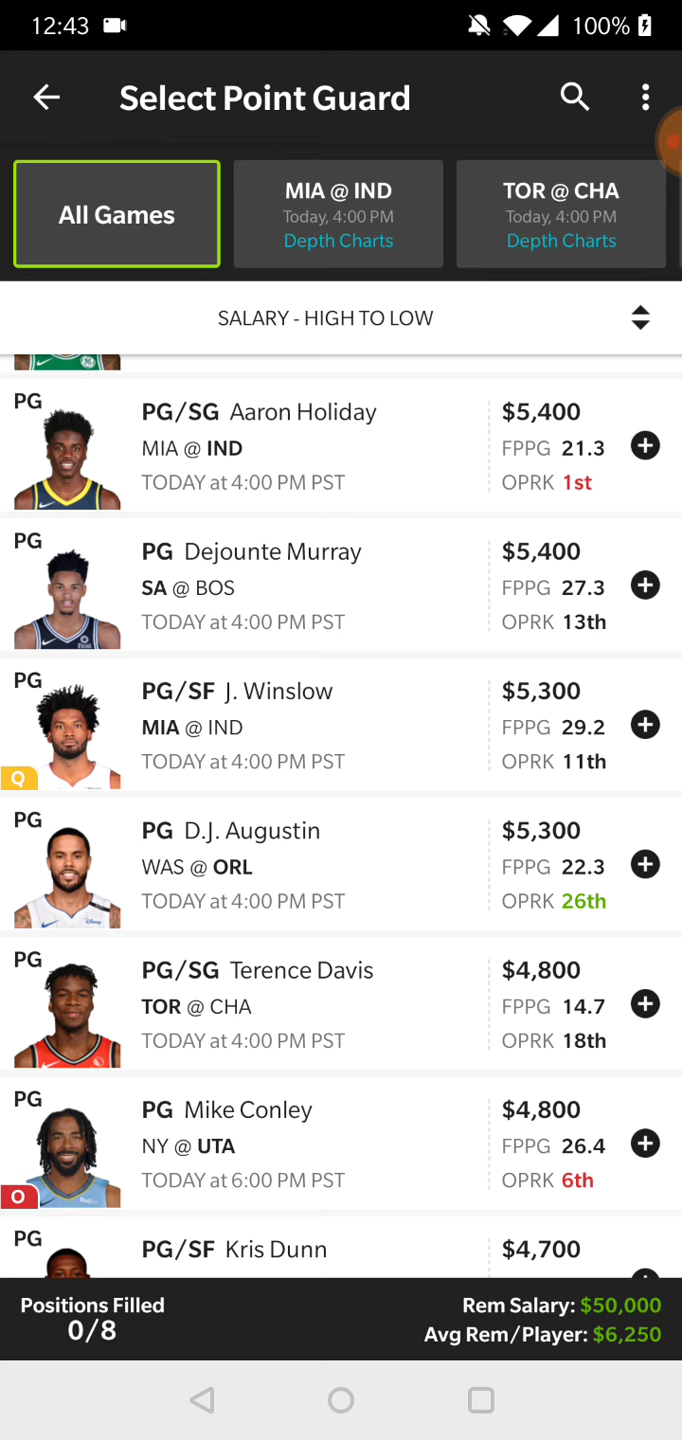 12:43
100%
Select Point Guard
All Games
MIA @ IND
Today, 4:00 PM
Depth Charts
TOR @ CHA
Today, 4:00 PM
Depth Charts
SALARY - HIGH TO LOW
PG
PG/SG Aaron Holiday
$5,400
MIA @ IND
FPPG 21.3
TODAY at 4:00 PM PST
OPRK 1st
PG
PG Dejounte Murray
$5,400
SA @ BOS
FPPG 27.3
TODAY at 4:00 PM PST
OPRK 13th
PG
PG/SF J. Winslow
$5,300
MIA @ IND
FPPG 29.2
TODAY at 4:00 PM PST
OPRK 11th
Q
PG
PG D.J. Augustin
$5,300
WAS @ ORL
FPPG 22.3
TODAY at 4:00 PM PST
OPRK 26th
PG
PG/SG Terence Davis
$4,800
TOR @ CHA
FPPG 14.7
TODAY at 4:00 PM PST
OPRK 18th
PG
PG Mike Conley
$4,800
NY @ UTA
FPPG 26.4
TODAY at 6:00 PM PST
OPRK 6th
O
PG
PG/SF Kris Dunn
$4,700
Positions Filled
0/8
Rem Salary: $50,000
Avg Rem/Player: $6,250